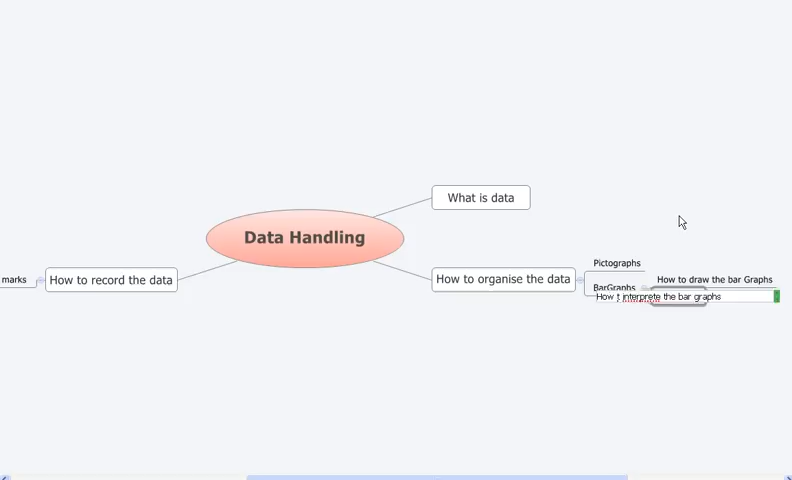 What is data
Data Handling
Pictographs
marks
How to record the data
How to organise the data
How to draw the bar Graphs
BarGraphs
How t interprete the bar graphs